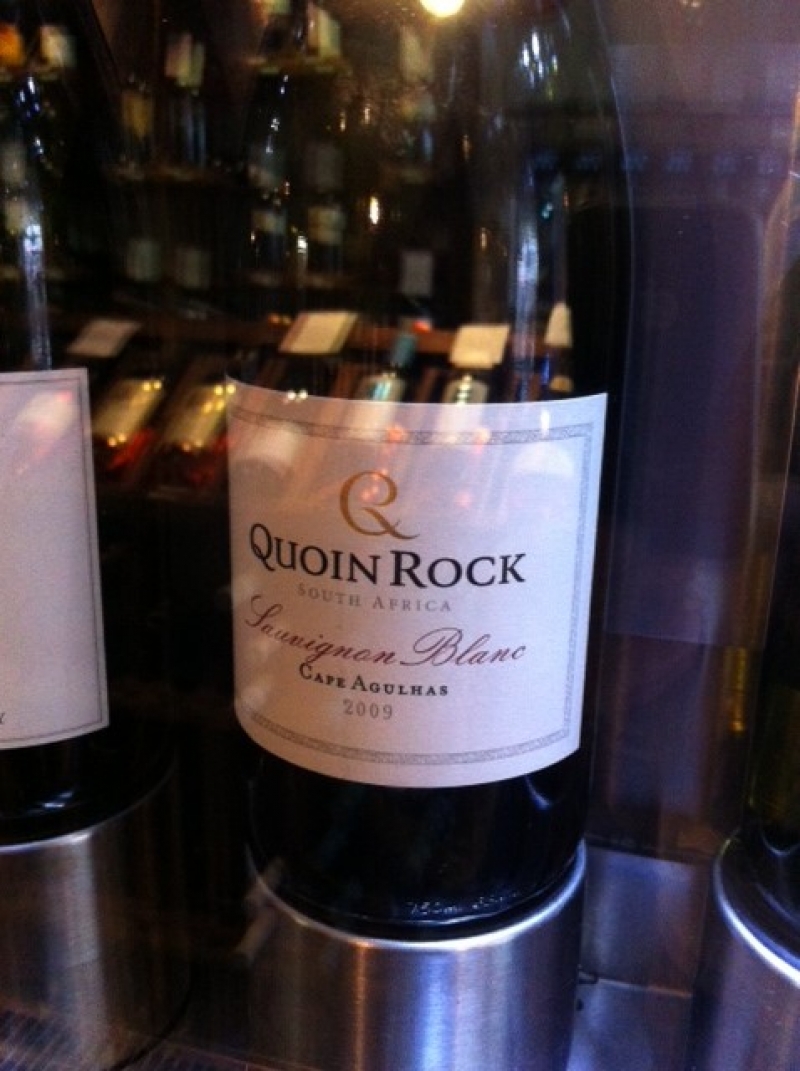 Q
QUOIN ROCK
SOUTH AFRICA
Sauvignon Blanc
CAPE AGULHAS
2009